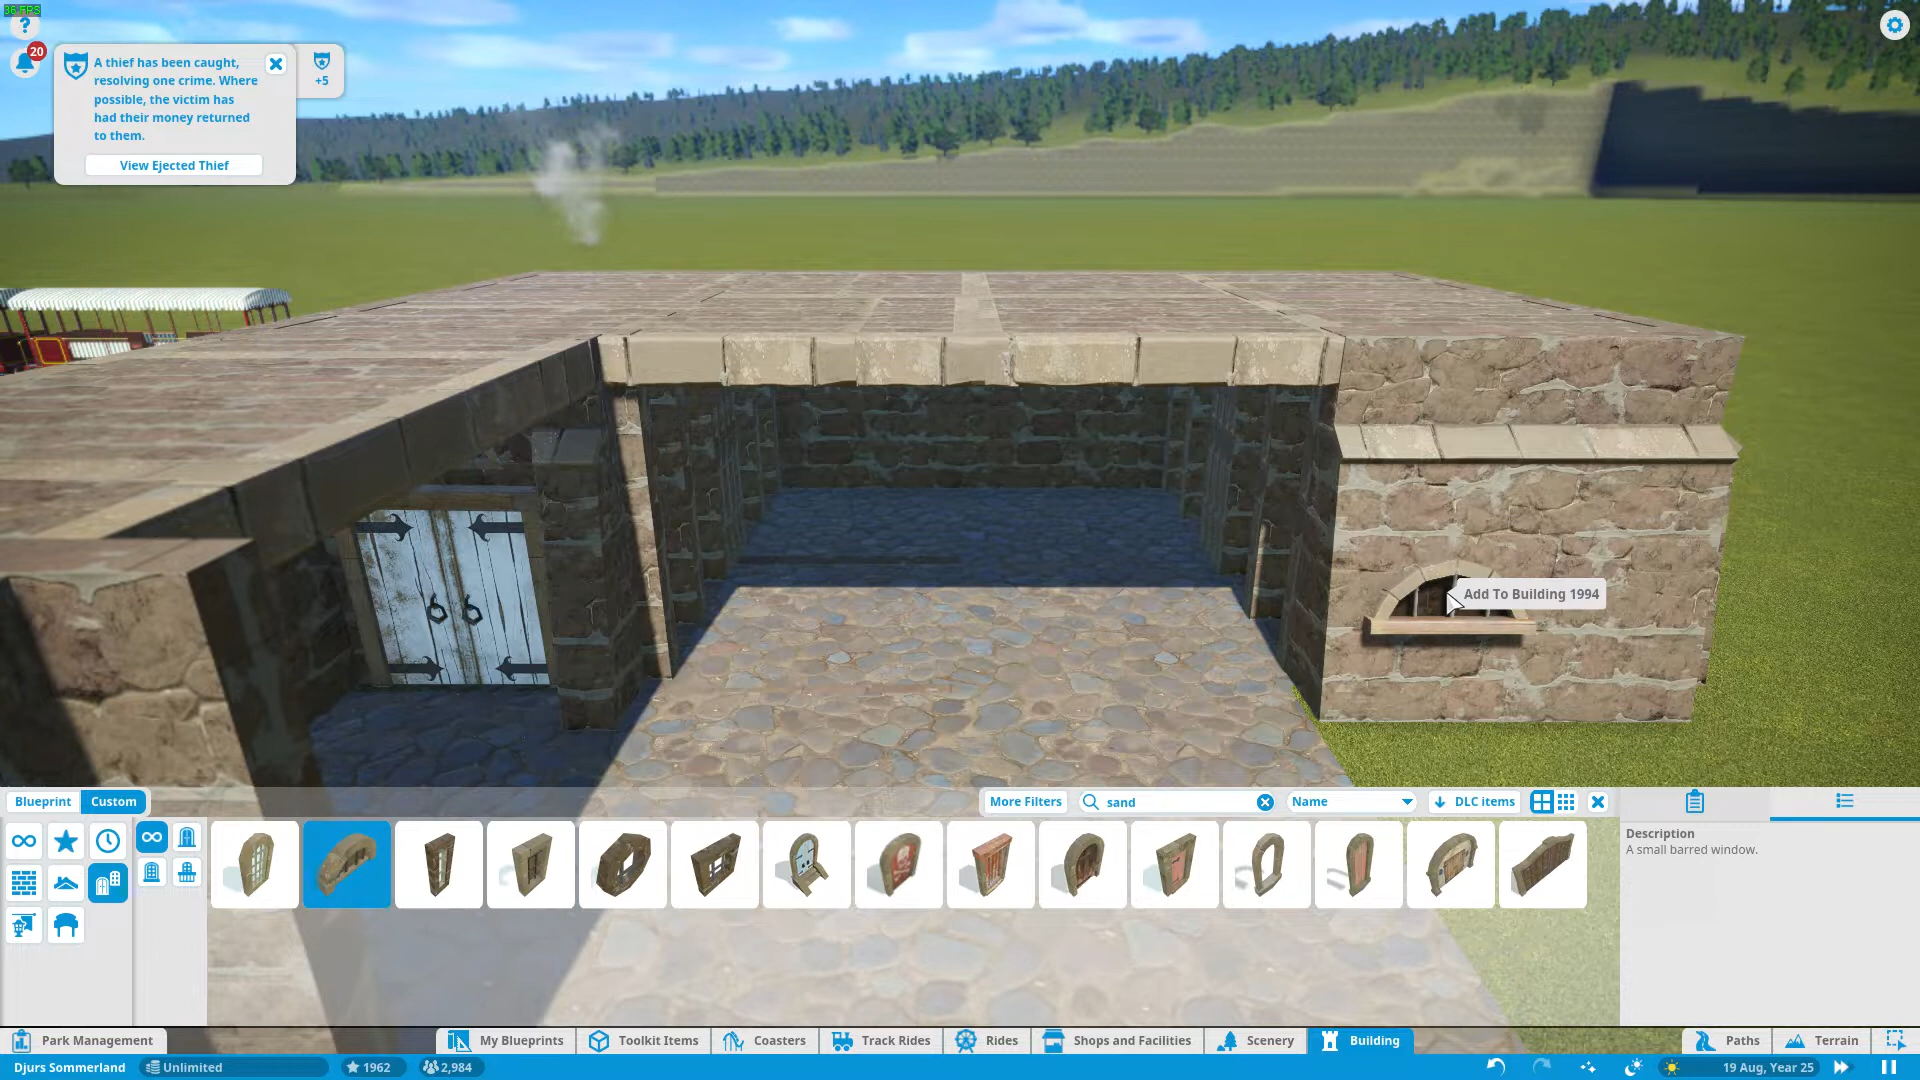 36 FPS
?
20
A thief has been caught,
resolving one crime. Where
possible, the victim has
had their money returned
to them.
View Ejected Thief
+5
Add To Building 1994
Blueprint
Custom
More Filters
sand
Name
DLC items
Description
A small barred window.
Park Management
My Blueprints
Toolkit Items
Coasters
Track Rides
Rides
Shops and Facilities
Scenery
Building
Paths
Terrain
Djurs Sommerland
Unlimited
1962
2,984
19 Aug, Year 25